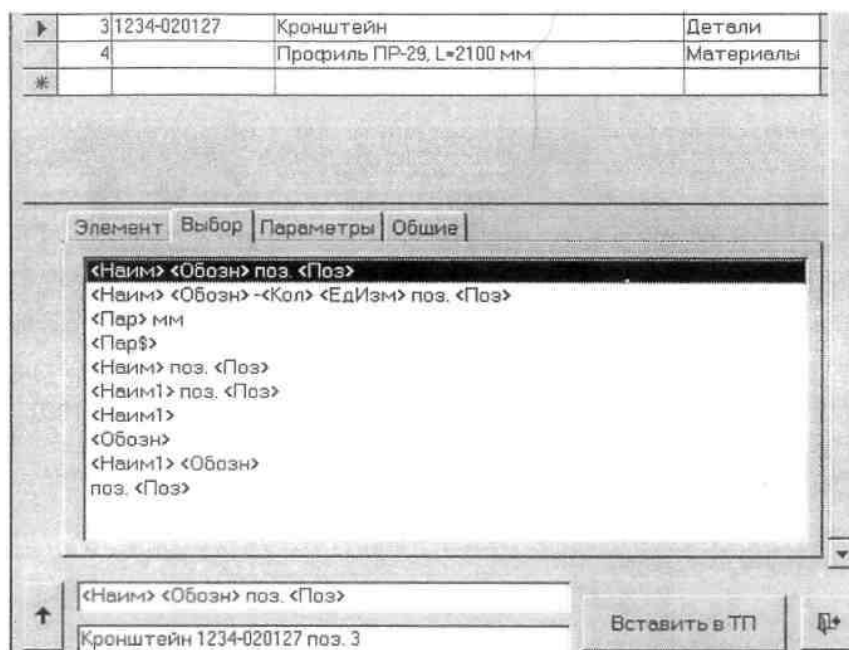 3 1234-020127 Кронштейн Детали
4 Профиль ПР-29, L=2100 мм Материалы
Элемент Выбор Параметры Общие
<Наим> <Обозн> поз. <Поз>
<Наим> <Обозн> -<Кол> <ЕдИзм> поз. <Поз>
<Пар> мм
<Пар$>
<Наим> поз. <Поз>
<Наим1> поз. <Поз>
<Наим1>
<Обозн>
<Наим1> <Обозн>
поз. <Поз>
<Наим> <Обозн> поз. <Поз>
Вставить в ТП
Кронштейн 1234-020127 поз. 3